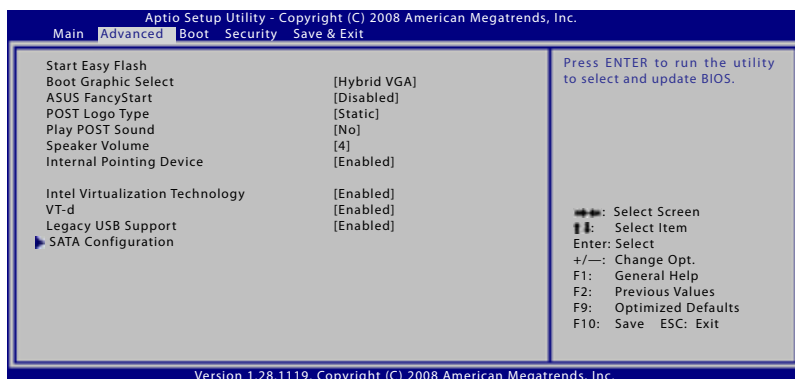 Aptio Setup Utility - Copyright (C) 2008 American Megatrends, Inc.
Main Advanced Boot Security Save & Exit
Start Easy Flash
Boot Graphic Select [Hybrid VGA]
ASUS FancyStart [Disabled]
POST Logo Type [Static]
Play POST Sound [No]
Speaker Volume [4]
Internal Pointing Device [Enabled]
Intel Virtualization Technology [Enabled]
VT-d [Enabled]
Legacy USB Support [Enabled]
SATA Configuration
Press ENTER to run the utility
to select and update BIOS.
: Select Screen
: Select Item
Enter: Select
+/—: Change Opt.
F1: General Help
F2: Previous Values
F9: Optimized Defaults
F10: Save ESC: Exit
Version 1.28.1119. Copyright (C) 2008 American Megatrends, Inc.